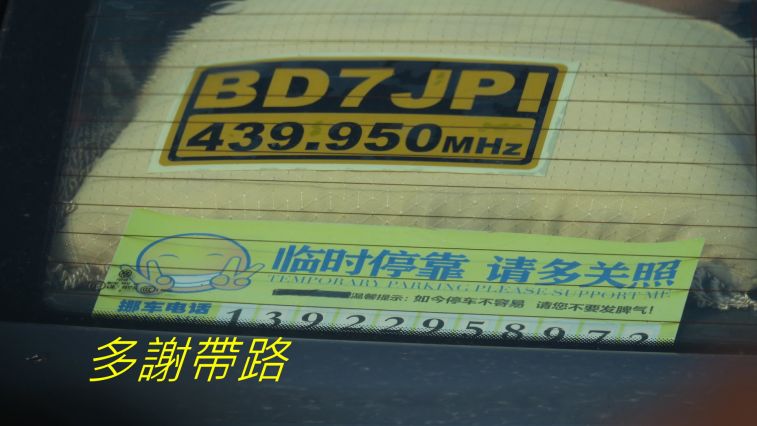 BD7JPI
439.950MHz
临时停靠 请多关照
TEMPORARY PARKING PLEASE SUPPORT ME
温馨提示：如今停车不容易 请您不要发脾气！
挪车电话 13922958972
多謝帶路